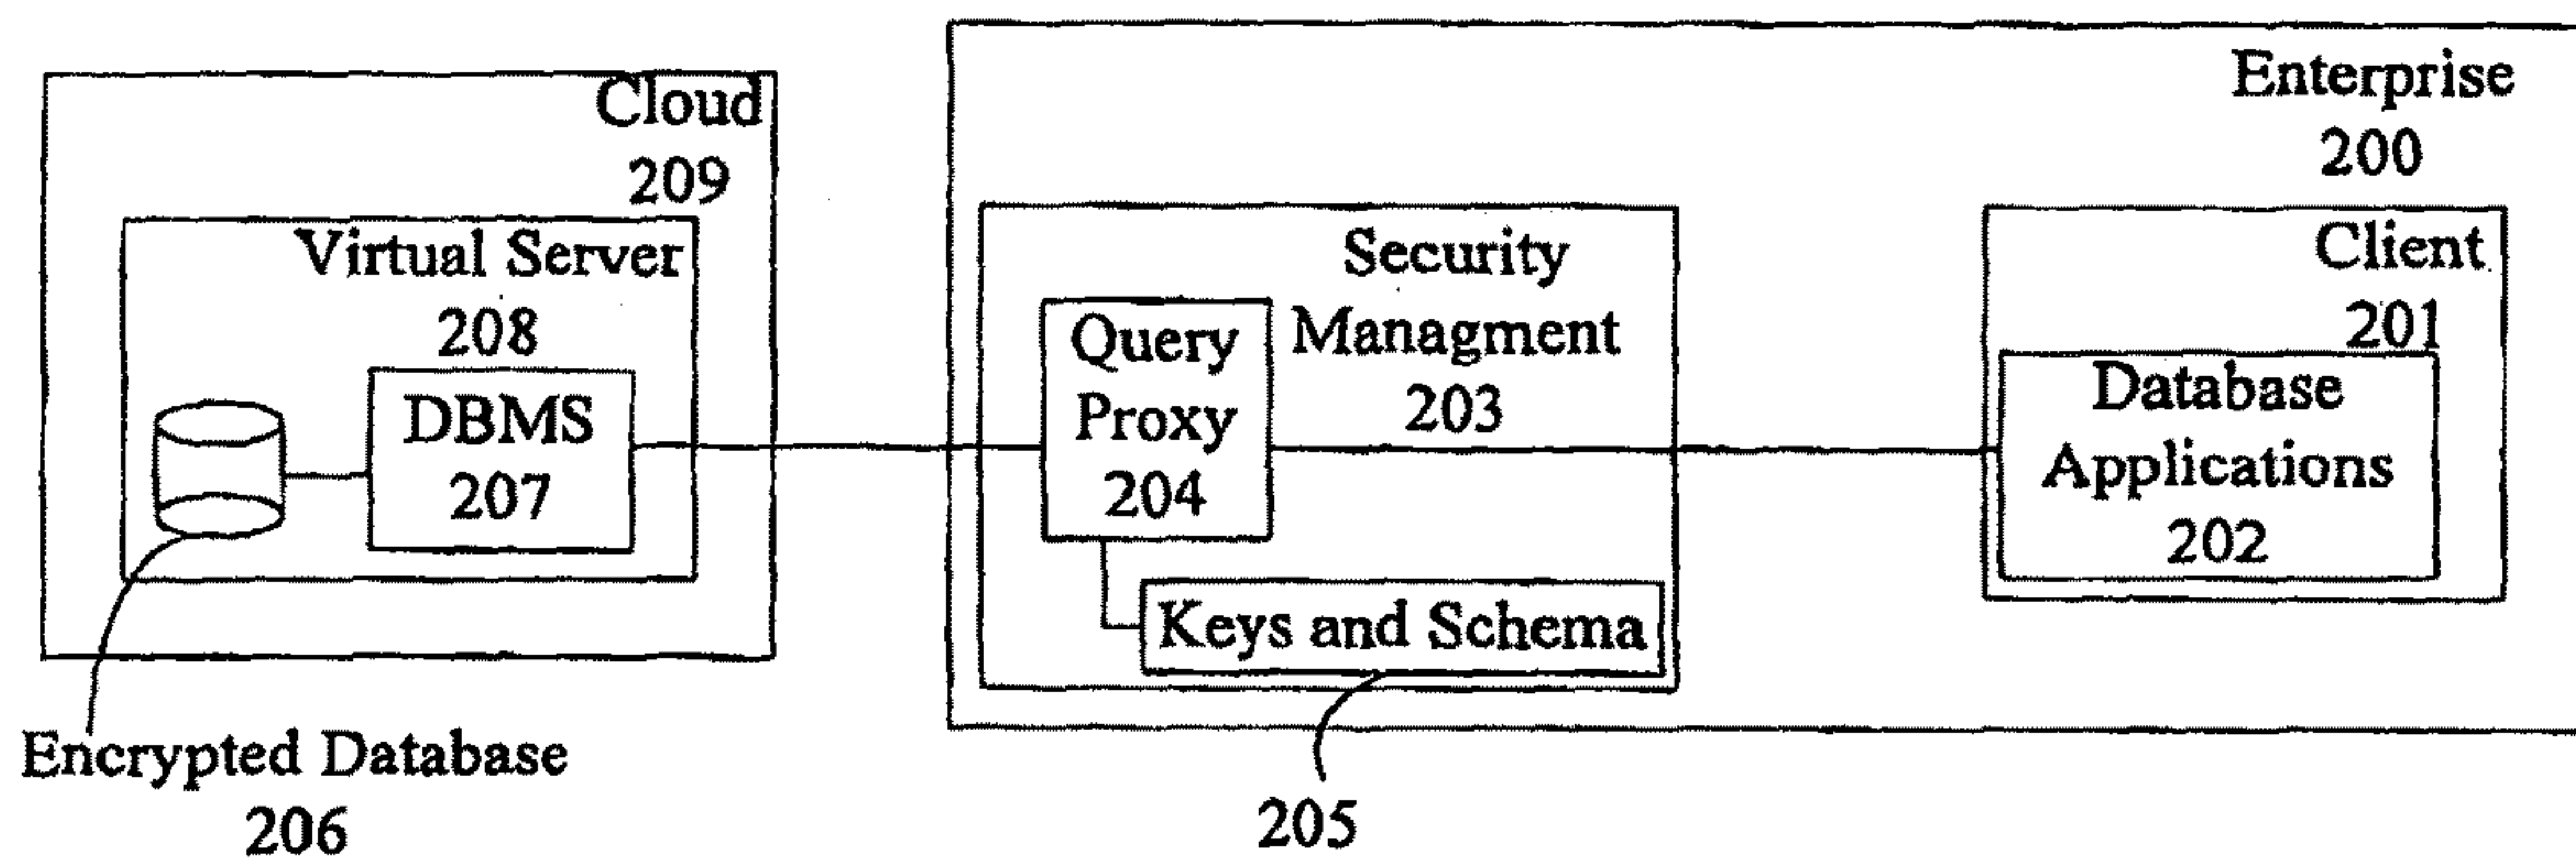 Cloud
209
Virtual Server
208
DBMS
207
Encrypted Database
206
Enterprise
200
Security
Managment
203
Query
Proxy
204
Keys and Schema
205
Client
201
Database
Applications
202